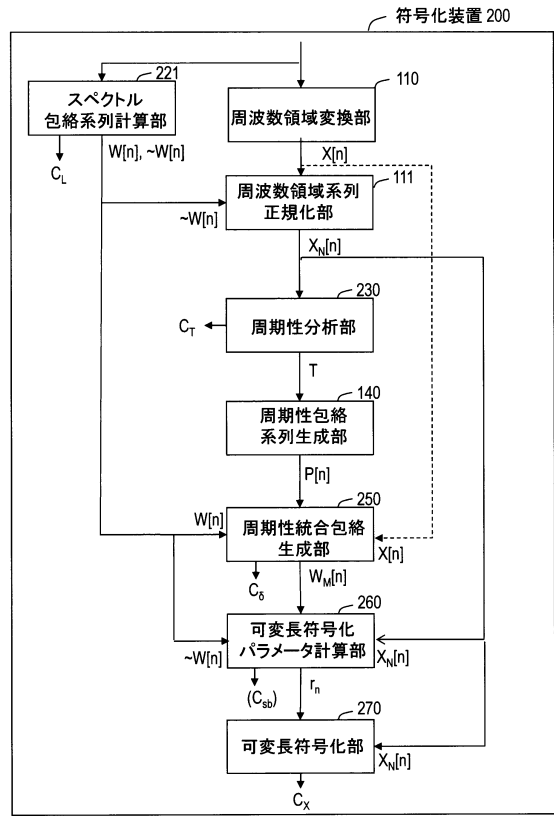 符号化装置 200
221
スペクトル
包絡系列計算部
110
周波数領域変換部
C_L
W[n], ~W[n]
X[n]
111
周波数領域系列
正規化部
~W[n]
X_N[n]
230
周期性分析部
C_T
T
140
周期性包絡
系列生成部
P[n]
250
周期性統合包絡
生成部
W[n]
X[n]
C_δ
W_M[n]
260
可変長符号化
パラメータ計算部
~W[n]
X_N[n]
(C_sb)
r_n
270
可変長符号化部
X_N[n]
C_X